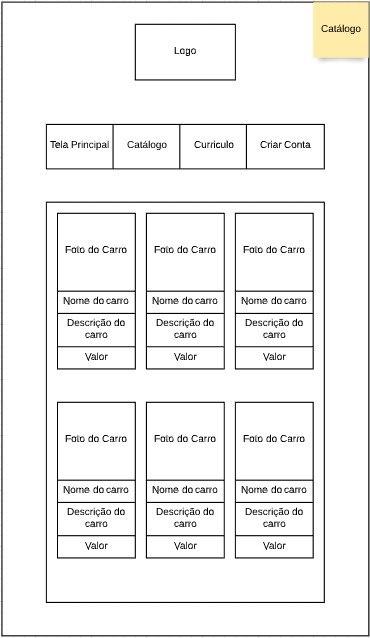 Catálogo
Logo
Tela Principal Catálogo Curriculo Criar Conta
Foto do Carro Foto do Carro Foto do Carro
Nome do carro Nome do carro Nome do carro
Descrição do Descrição do Descrição do
carro carro carro
Valor Valor Valor
Foto do Carro Foto do Carro Foto do Carro
Nome do carro Nome do carro Nome do carro
Descrição do Descrição do Descrição do
carro carro carro
Valor Valor Valor